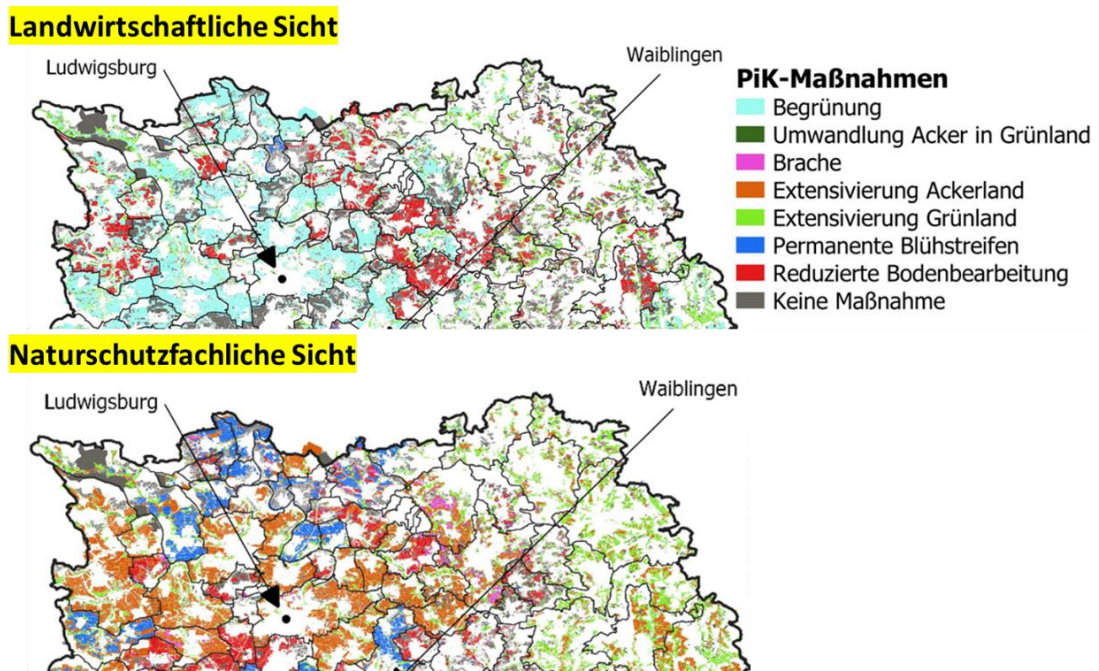 Landwirtschaftliche Sicht
Ludwigsburg
Waiblingen
PiK-Maßnahmen
Begrünung
Umwandlung Acker in Grünland
Brache
Extensivierung Ackerland
Extensivierung Grünland
Permanente Blühstreifen
Reduzierte Bodenbearbeitung
Keine Maßnahme
Naturschutzfachliche Sicht
Ludwigsburg
Waiblingen